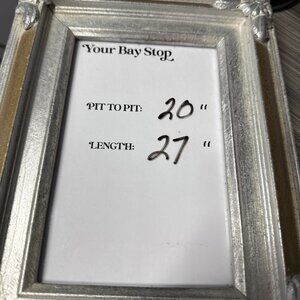 Your Bay Stop
PIT TO PIT: 20"
LENGTH: 27"